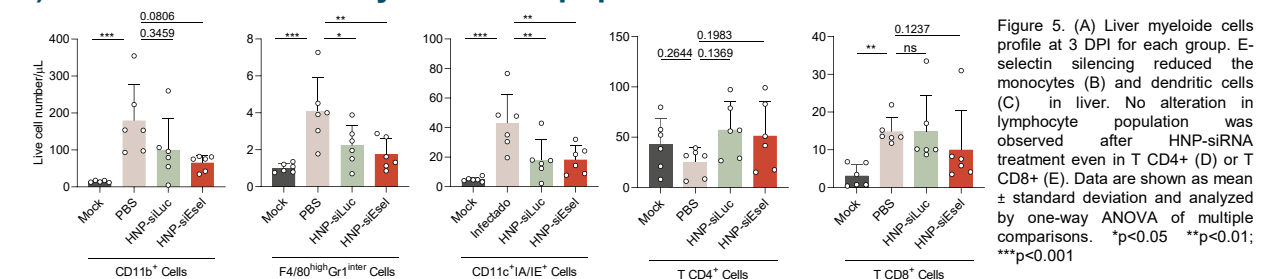 0.0806
***
0.3459
400
300
200
100
0
Live cell number/µL
Mock
PBS
HNP-siLuc
HNP-siEsel
CD11b+ Cells
**
***
*
8
6
4
2
0
Mock
PBS
HNP-siLuc
HNP-siEsel
F4/80highGr1inter Cells
**
***
**
100
80
60
40
20
0
Infectado
Mock
HNP-siLuc
HNP-siEsel
CD11c+IA/IE+ Cells
0.1983
0.2644
0.1369
150
100
50
0
Mock
PBS
HNP-siLuc
HNP-siEsel
T CD4+ Cells
0.1237
**
ns
40
30
20
10
0
Mock
PBS
HNP-siLuc
HNP-siEsel
T CD8+ Cells
Figure 5. (A) Liver myeloide cells
profile at 3 DPI for each group. E-
selectin silencing reduced the
monocytes (B) and dendritic cells
(C) in liver. No alteration in
lymphocyte population was
observed after HNP-siRNA
treatment even in T CD4+ (D) or T
CD8+ (E). Data are shown as mean
± standard deviation and analyzed
by one-way ANOVA of multiple
comparisons. *p<0.05 **p<0.01;
***p<0.001